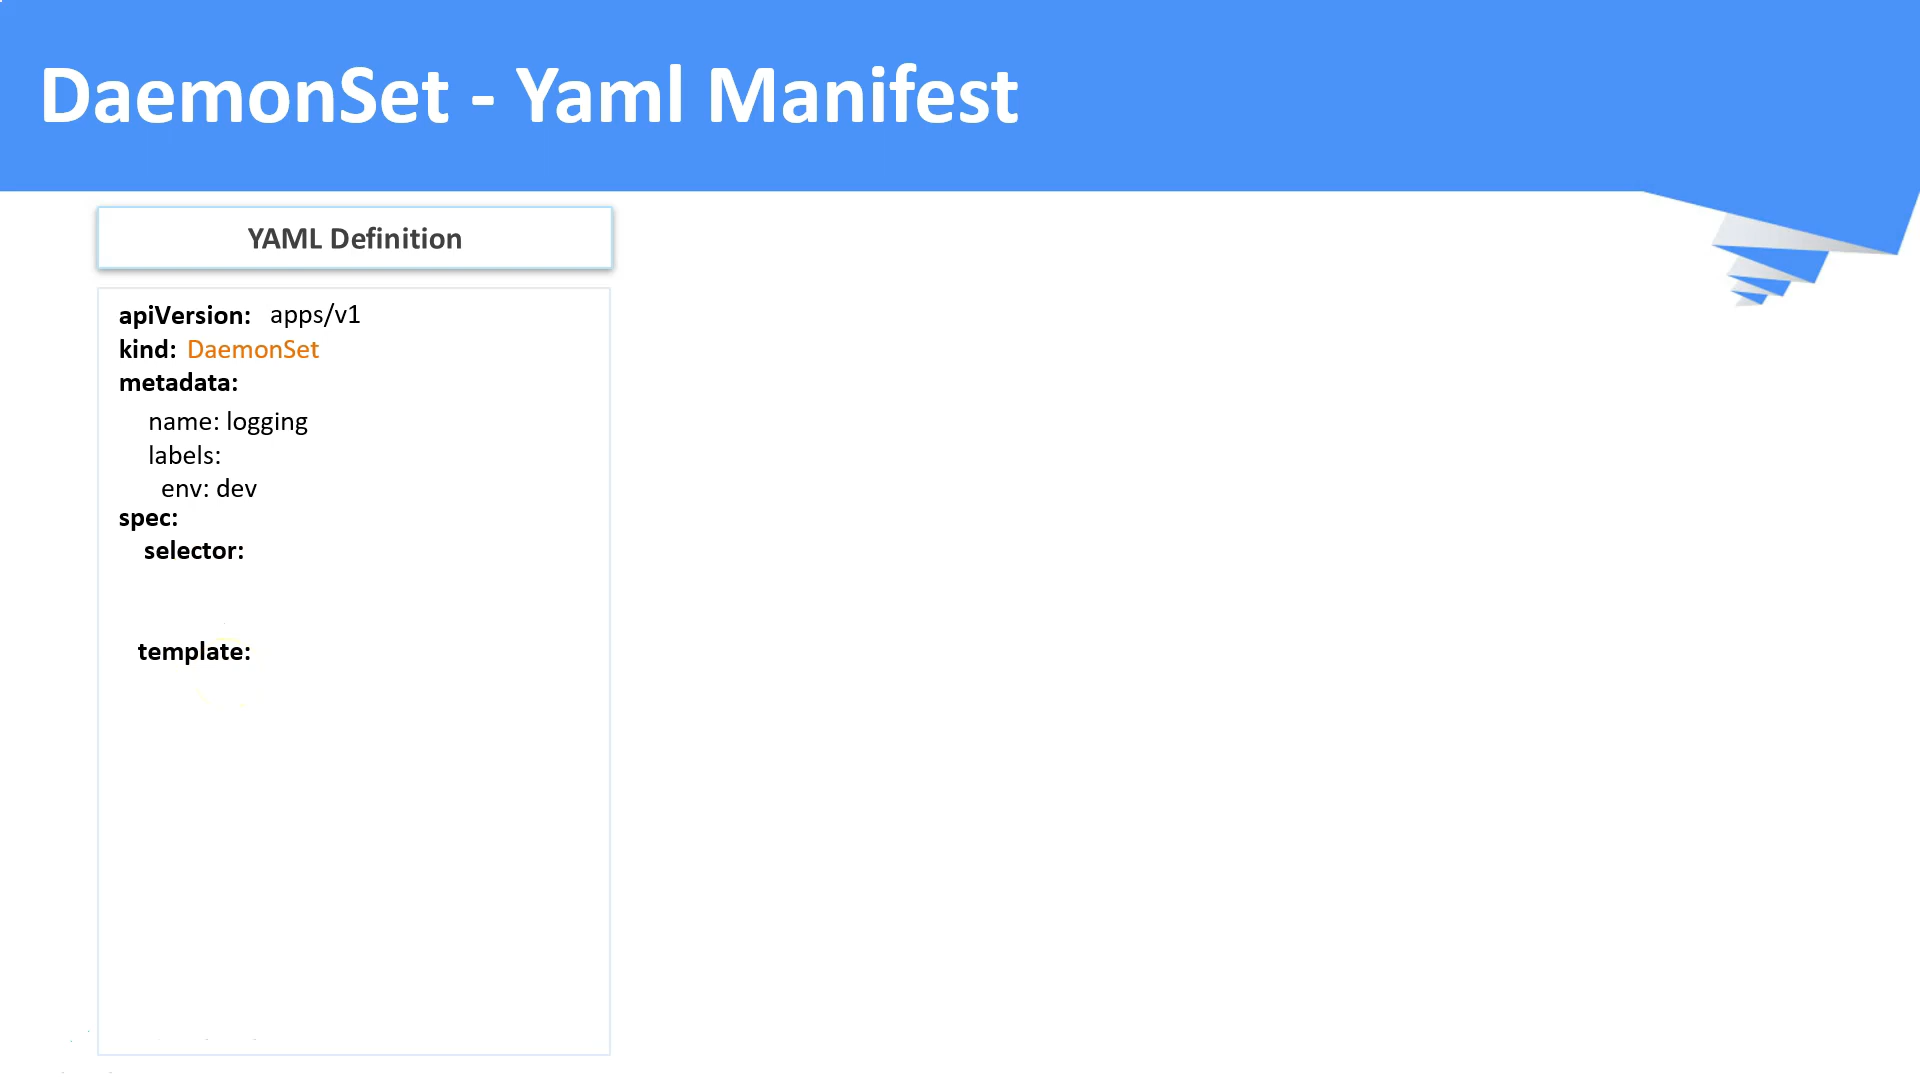 DaemonSet - Yaml Manifest
YAML Definition
apiVersion: apps/v1
kind: DaemonSet
metadata:
name: logging
labels:
env: dev
spec:
selector:
template: